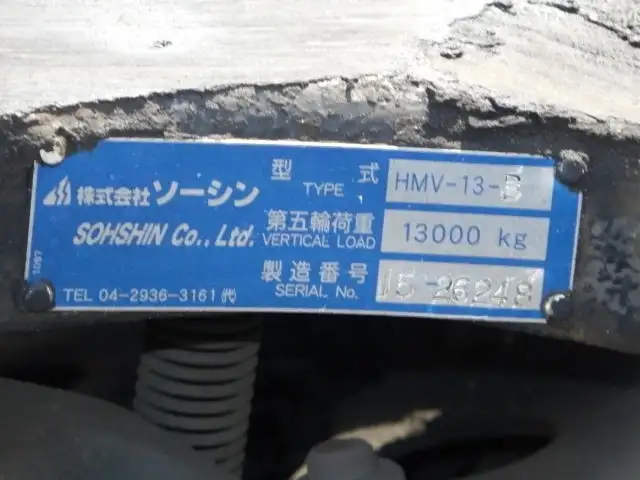 株式会社 ソーシン
SOHSHIN Co., Ltd.
TEL 04-2936-3161 ㈹
1097
型 式
TYPE
HMV-13-
第五輪荷重
VERTICAL LOAD
13000 kg
製造番号
SERIAL No.
15-26248